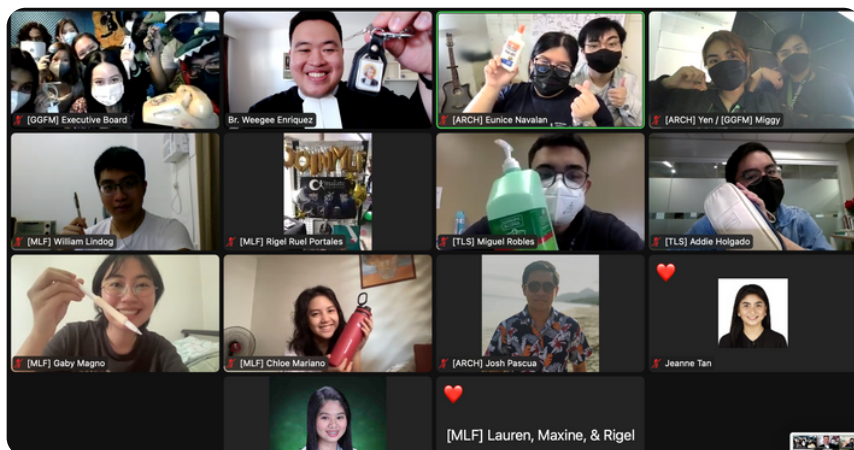 [GGFM] Executive Board
Br. Weegee Enriquez
[ARCH] Eunice Navalan
[ARCH] Yen / [GGFM] Miggy
[MLF] William Lindog
JOIN MLF
[MLF] Rigel Ruel Portales
[TLS] Miguel Robles
[TLS] Addie Holgado
[MLF] Gaby Magno
[MLF] Chloe Mariano
[ARCH] Josh Pascua
Jeanne Tan
[MLF] Lauren, Maxine, & Rigel